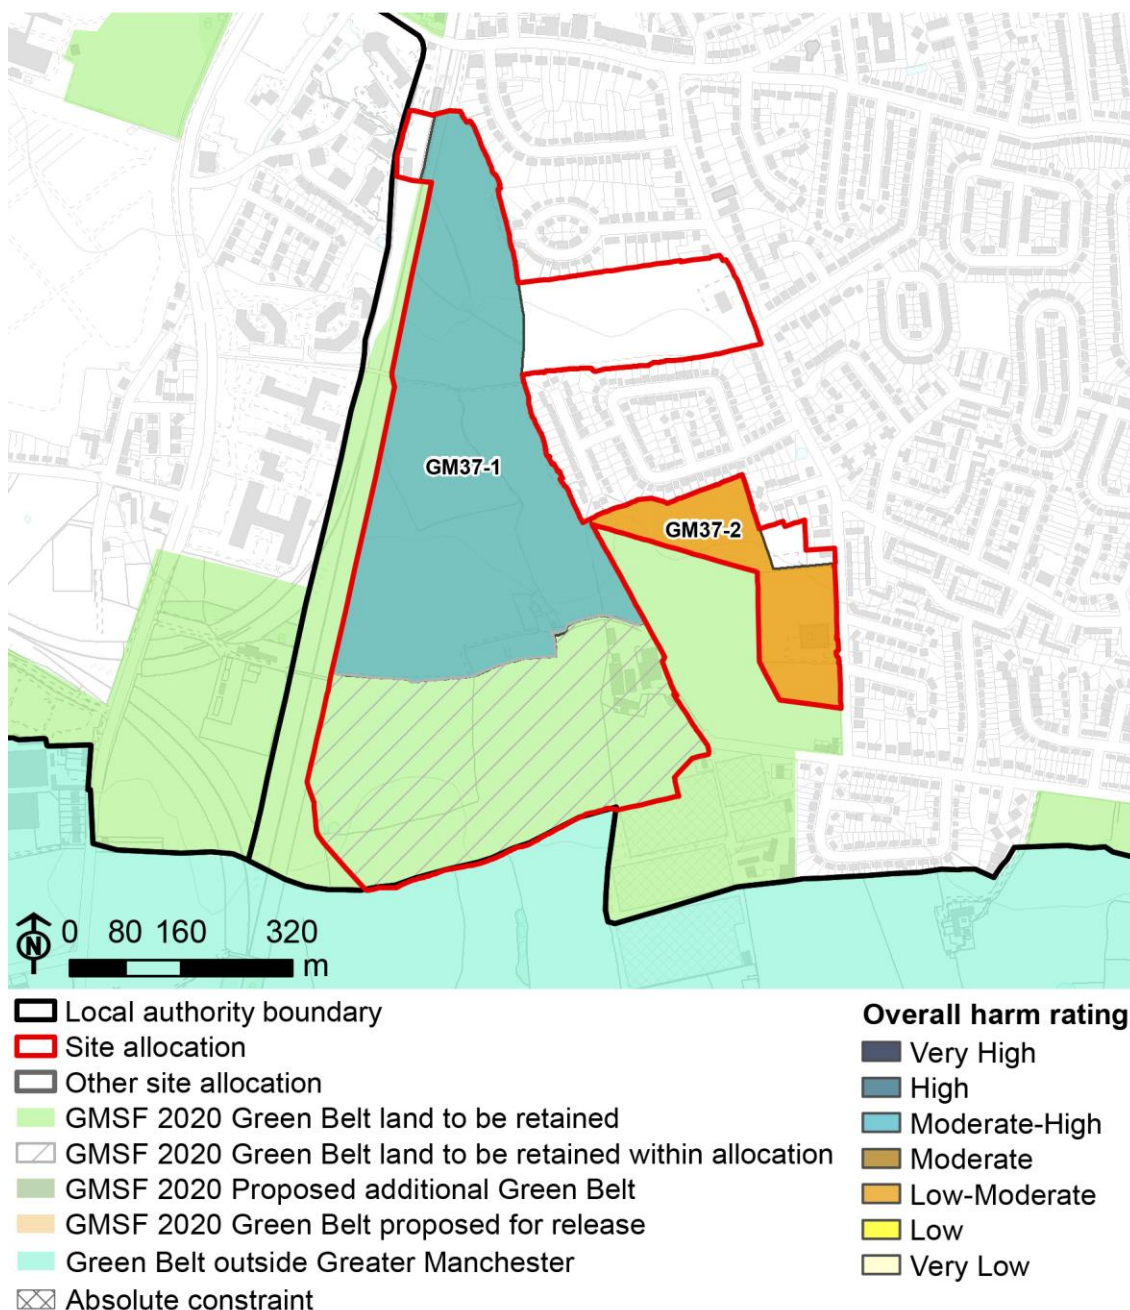 GM37-1
GM37-2
N
0 80 160 320
m
Local authority boundary
Site allocation
Other site allocation
GMSF 2020 Green Belt land to be retained
GMSF 2020 Green Belt land to be retained within allocation
GMSF 2020 Proposed additional Green Belt
GMSF 2020 Green Belt proposed for release
Green Belt outside Greater Manchester
Absolute constraint
Overall harm rating
Very High
High
Moderate-High
Moderate
Low-Moderate
Low
Very Low